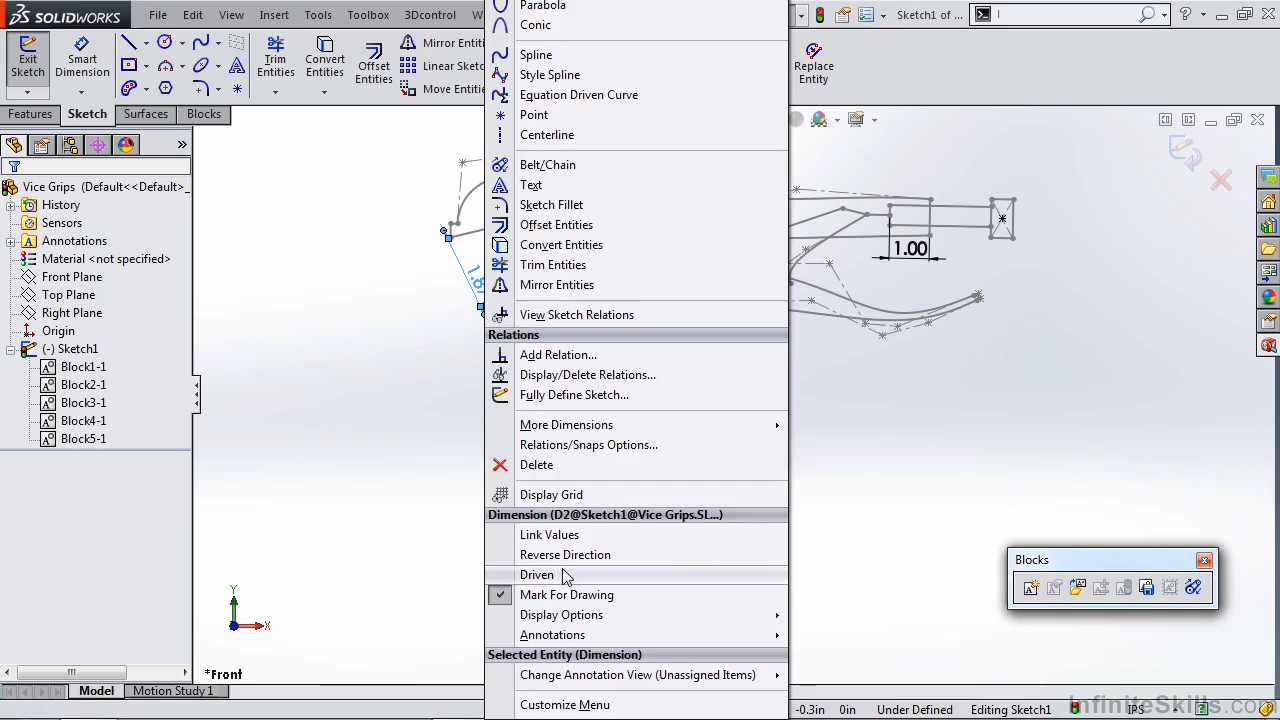 SOLIDWORKS
File Edit View Insert Tools Toolbox 3DControl
Sketch1 of ...
Exit Sketch
Smart Dimension
Trim Entities
Convert Entities
Offset Entities
Mirror Entitie
Linear Sketc
Move Entitie
Replace Entity
Features Sketch Surfaces Blocks
Vice Grips (Default<<Default>_
History
Sensors
Annotations
Material <not specified>
Front Plane
Top Plane
Right Plane
Origin
(-) Sketch1
Block1-1
Block2-1
Block3-1
Block4-1
Block5-1
Parabola
Conic
Spline
Style Spline
Equation Driven Curve
Point
Centerline
Belt/Chain
Text
Sketch Fillet
Offset Entities
Convert Entities
Trim Entities
Mirror Entities
View Sketch Relations
Relations
Add Relation...
Display/Delete Relations...
Fully Define Sketch...
More Dimensions
Relations/Snaps Options...
Delete
Display Grid
Dimension (D2@Sketch1@Vice Grips.SL...)
Link Values
Reverse Direction
Driven
Mark For Drawing
Display Options
Annotations
Selected Entity (Dimension)
Change Annotation View (Unassigned Items)
Customize Menu
1.00
Blocks
Y
X
*Front
Model Motion Study 1
-0.3in 0in Under Defined Editing Sketch1 IPS
InfiniteSkills.com